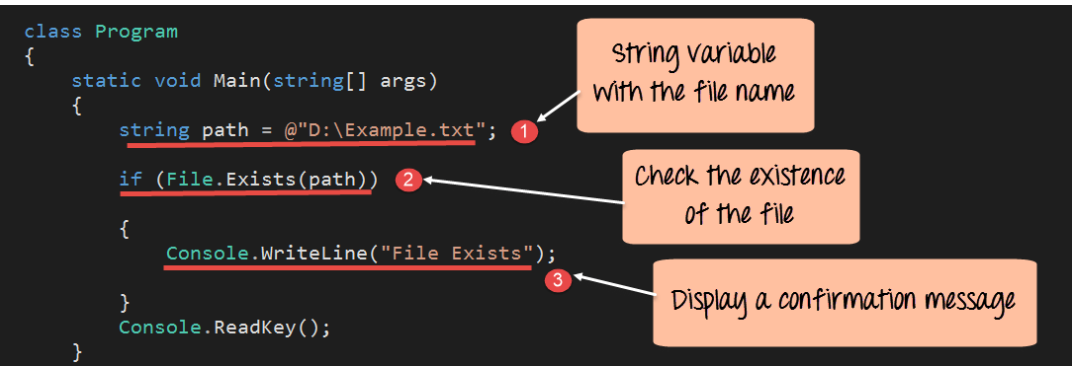 class Program
{
static void Main(string[] args)
{
string path = @"D:\Example.txt"; 1
String variable
with the file name
if (File.Exists(path)) 2
Check the existence
of the file
{
Console.WriteLine("File Exists");
3
Display a confirmation message
}
Console.ReadKey();
}